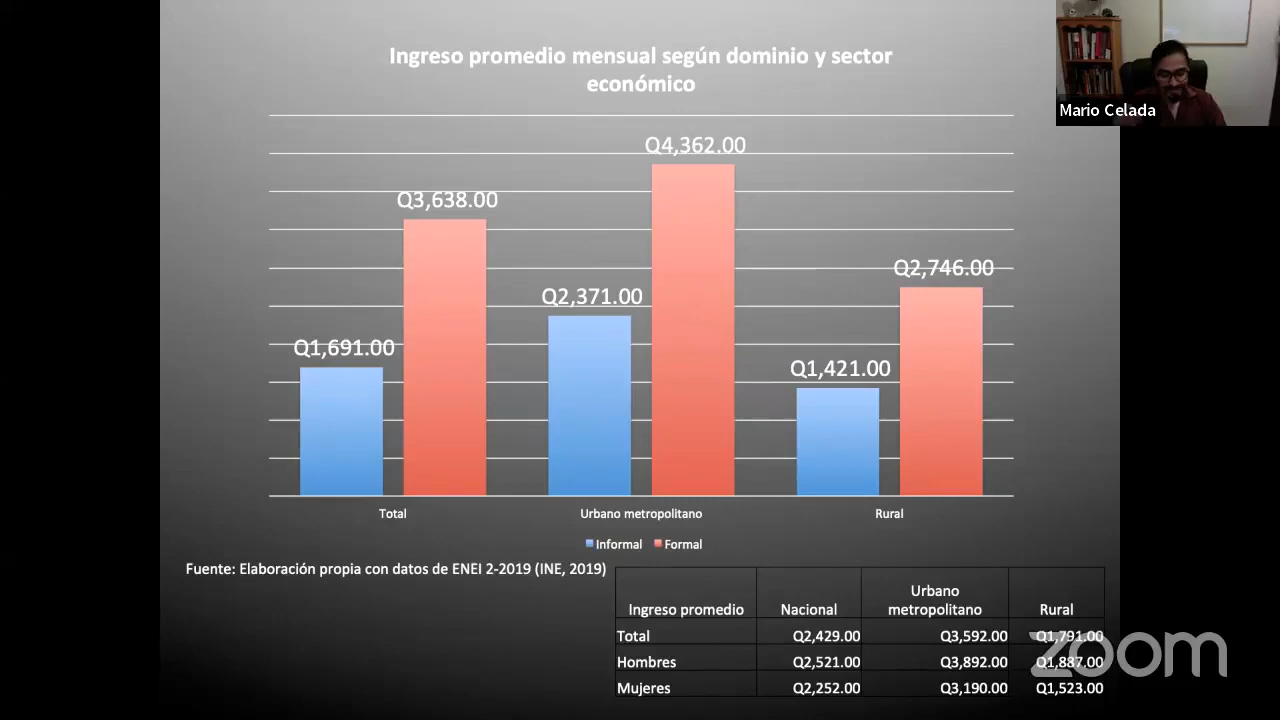 Ingreso promedio mensual según dominio y sector
económico
Mario Celada
Q4,362.00
Q3,638.00
Q2,746.00
Q2,371.00
Q1,691.00
Q1,421.00
Total
Urbano metropolitano
Rural
Informal
Formal
Fuente: Elaboración propia con datos de ENEI 2-2019 (INE, 2019)
Ingreso promedio Nacional Urbano metropolitano Rural
Total Q2,429.00 Q3,592.00 Q1,791.00
Hombres Q2,521.00 Q3,892.00 Q1,887.00
Mujeres Q2,252.00 Q3,190.00 Q1,523.00
zoom